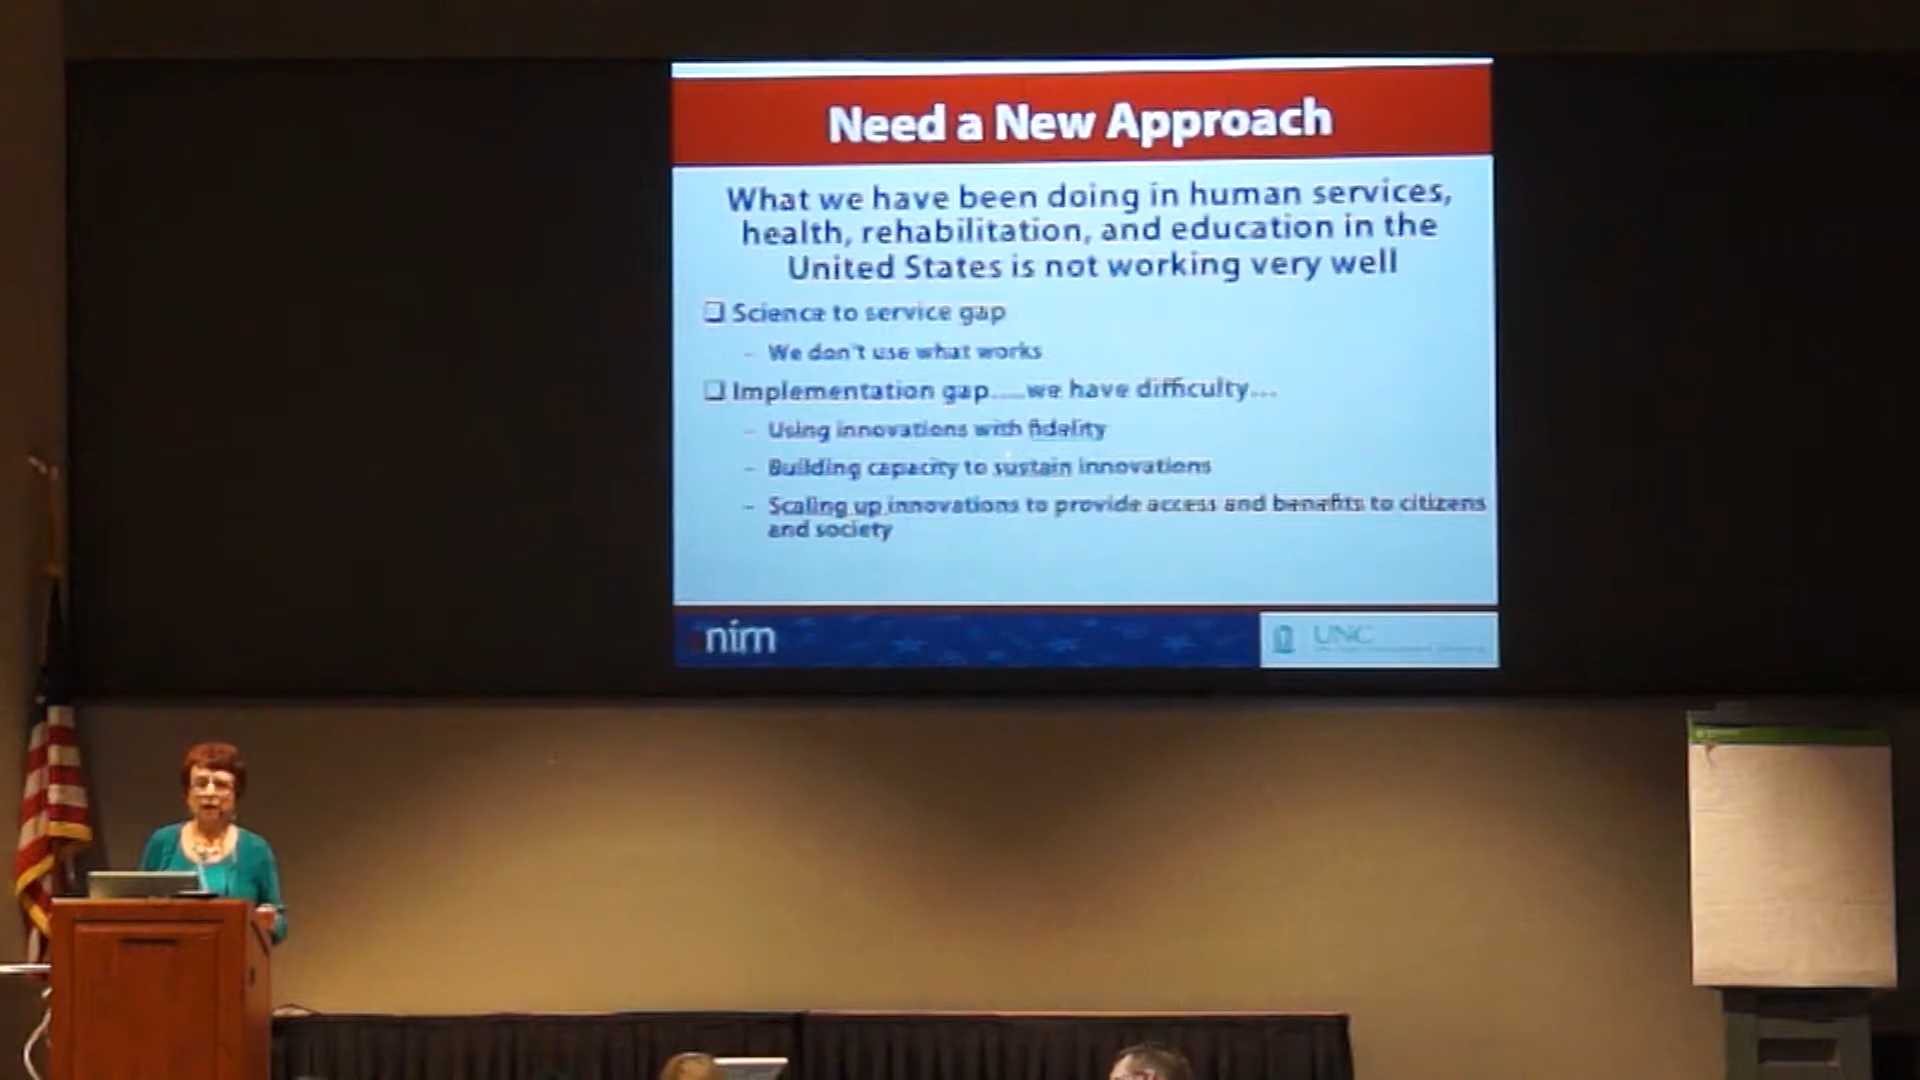 Need a New Approach
What we have been doing in human services,
health, rehabilitation, and education in the
United States is not working very well
❑ Science to service gap
– We don't use what works
❑ Implementation gap.....we have difficulty...
– Using innovations with fidelity
– Building capacity to sustain innovations
– Scaling up innovations to provide access and benefits to citizens
and society
nirn
UNC